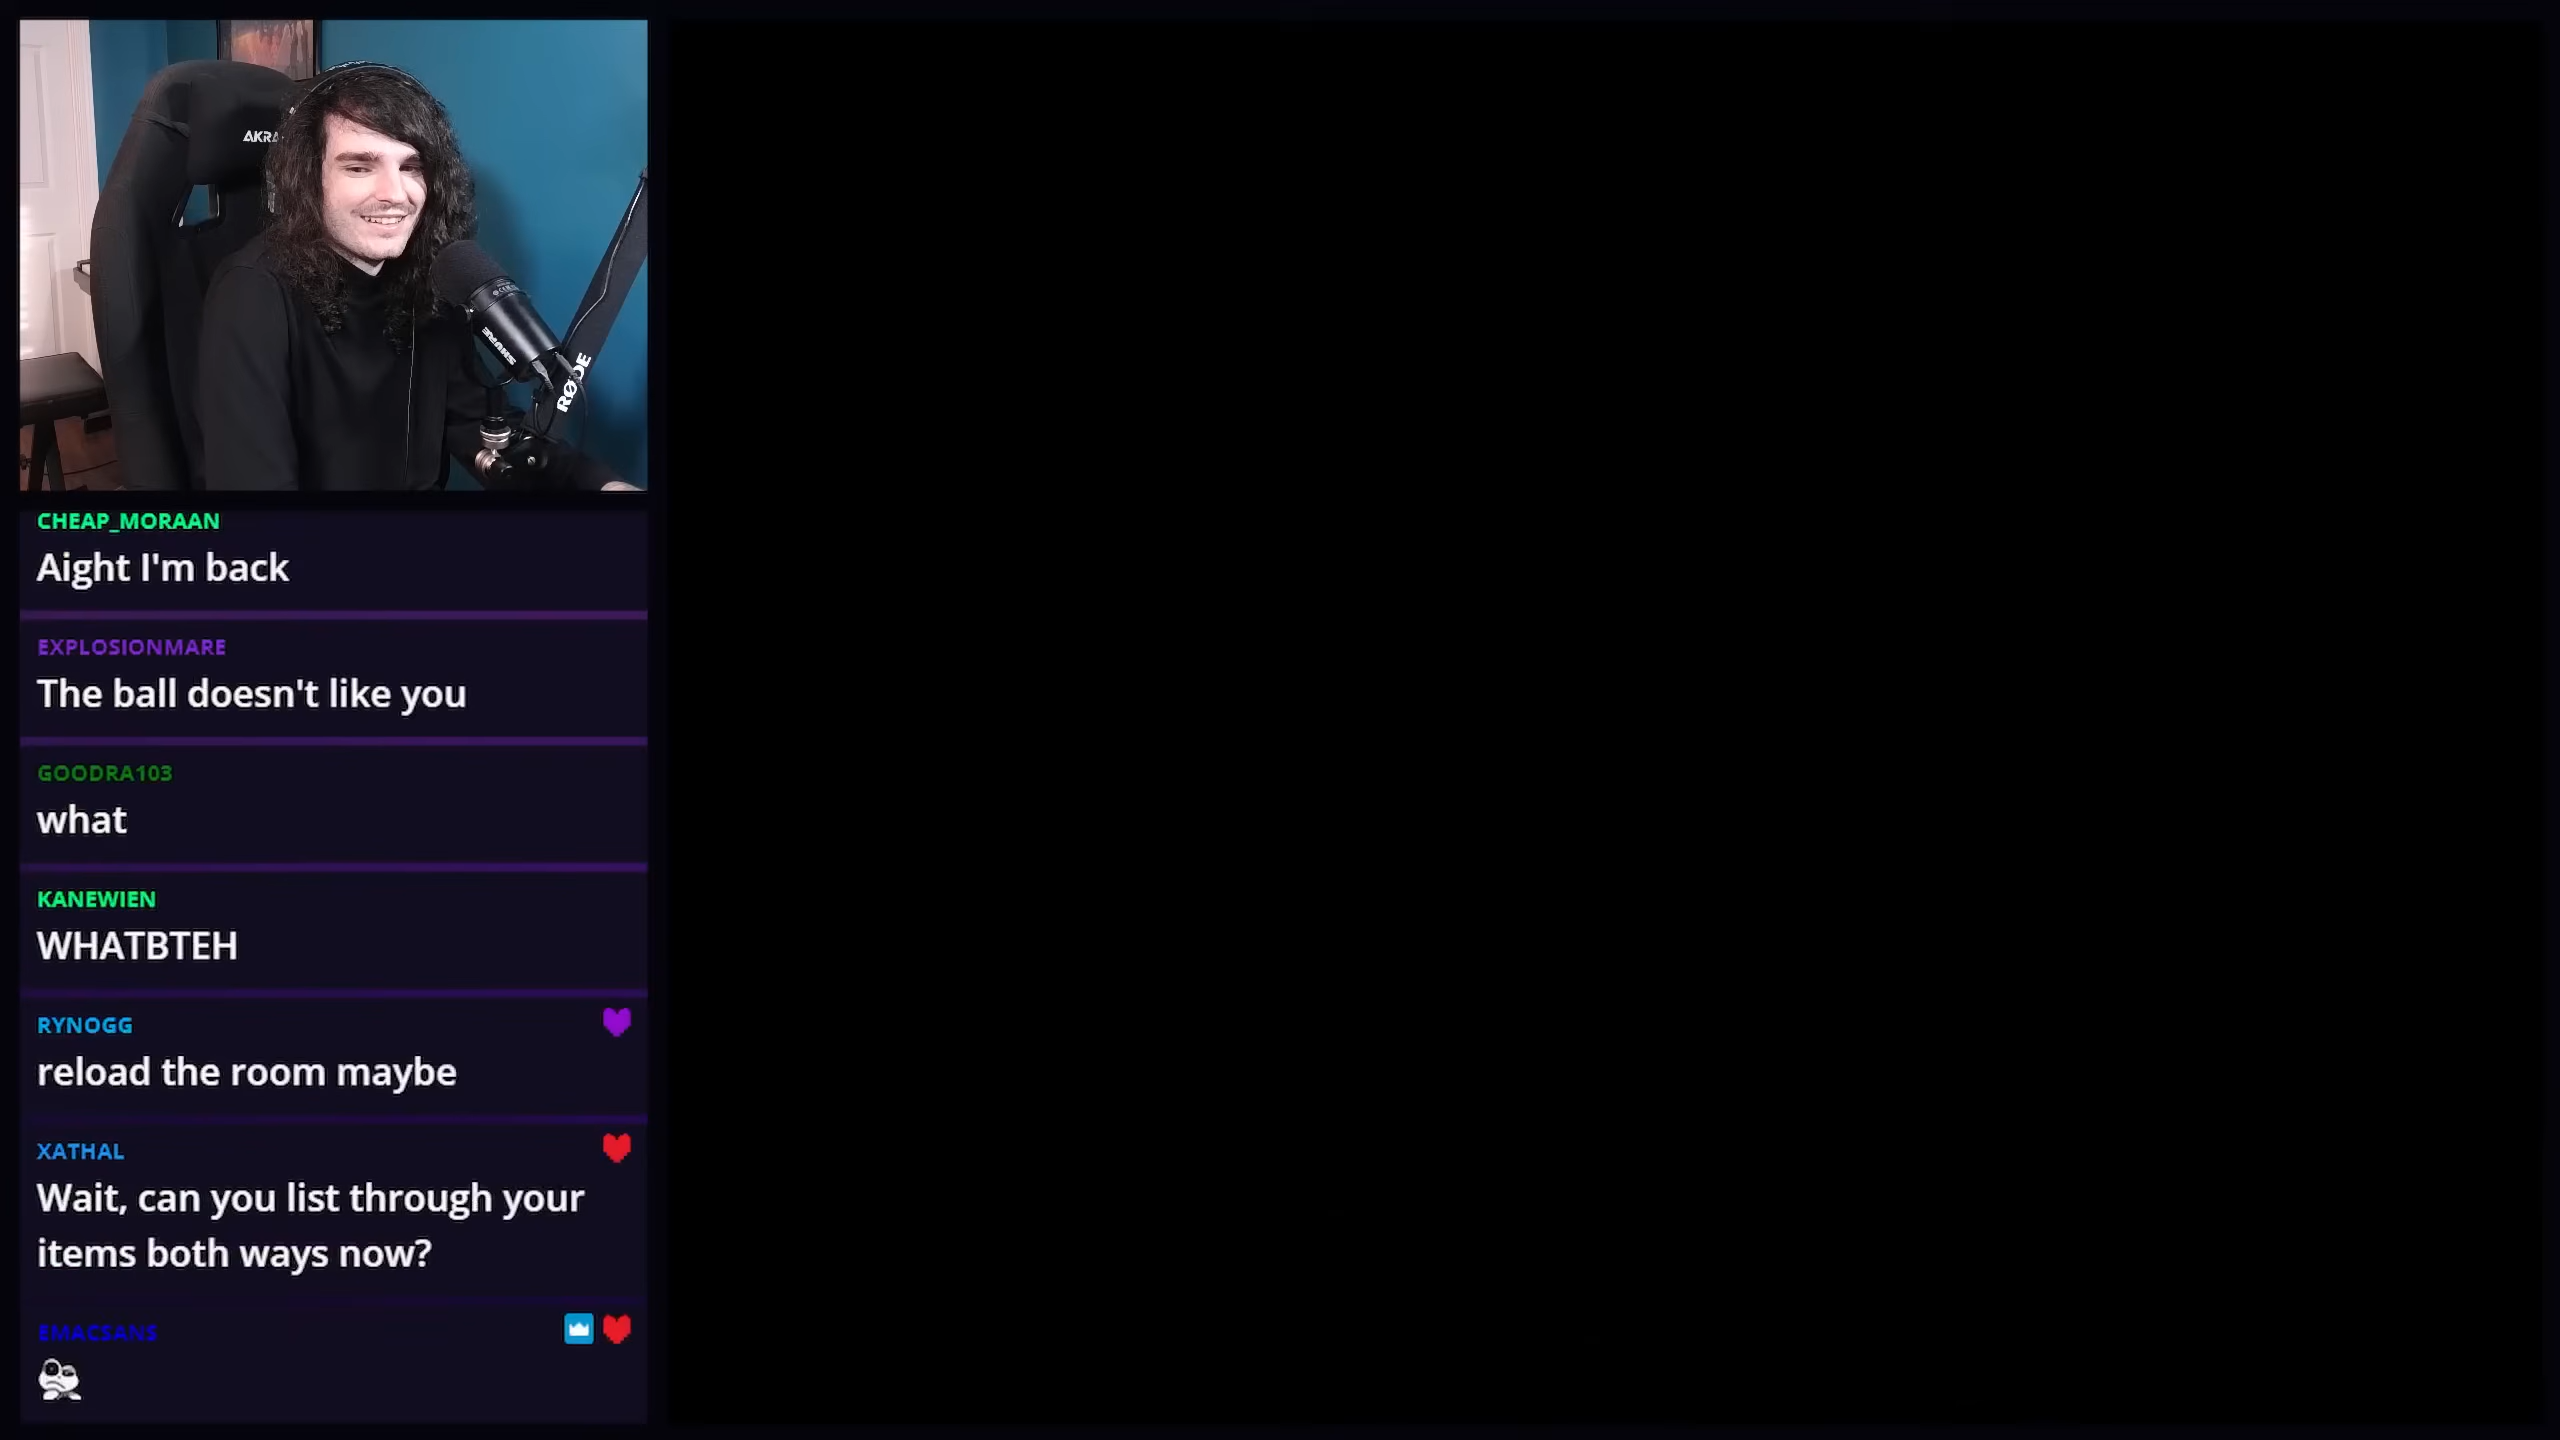 AKRA
SHURE
RØDE
CHEAP_MORAAN
Aight I'm back
EXPLOSIONMARE
The ball doesn't like you
GOODRA103
what
KANEWIEN
WHATBTEH
RYNOGG
reload the room maybe
XATHAL
Wait, can you list through your
items both ways now?
EMACSANS